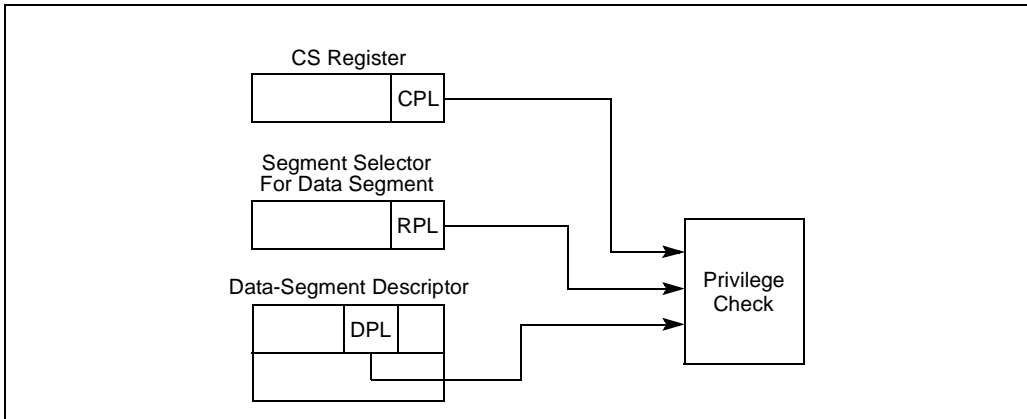 CS Register
CPL
Segment Selector
For Data Segment
RPL
Data-Segment Descriptor
DPL
Privilege
Check